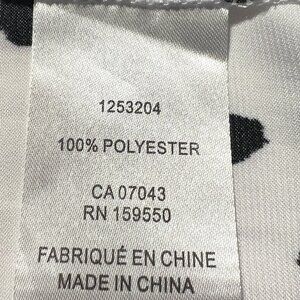 1253204
100% POLYESTER
CA 07043
RN 159550
FABRIQUÉ EN CHINE
MADE IN CHINA